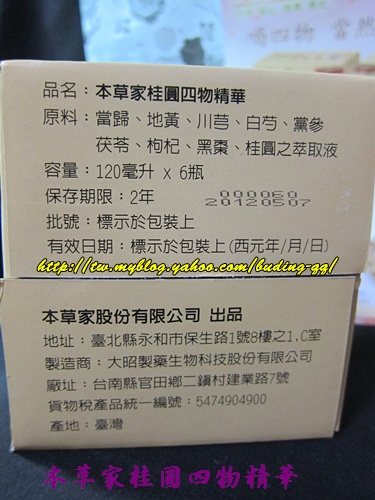 喝四物 當然
品名：本草家桂圓四物精華
原料：當歸、地黃、川芎、白芍、黨參
茯苓、枸杞、黑棗、桂圓之萃取液
容量：120毫升 x 6瓶
保存期限：2年
000060
20120507
批號：標示於包裝上
有效日期：標示於包裝上(西元年/月/日)
http://tw.myblog.yahoo.com/buding-gg/
本草家股份有限公司 出品
地址：臺北縣永和市保生路1號8樓之1.C室
製造商：大昭製藥生物科技股份有限公司
廠址：台南縣官田鄉二鎮村建業路7號
貨物稅產品統一編號：5474904900
產地：臺灣
本草家桂圓四物精華